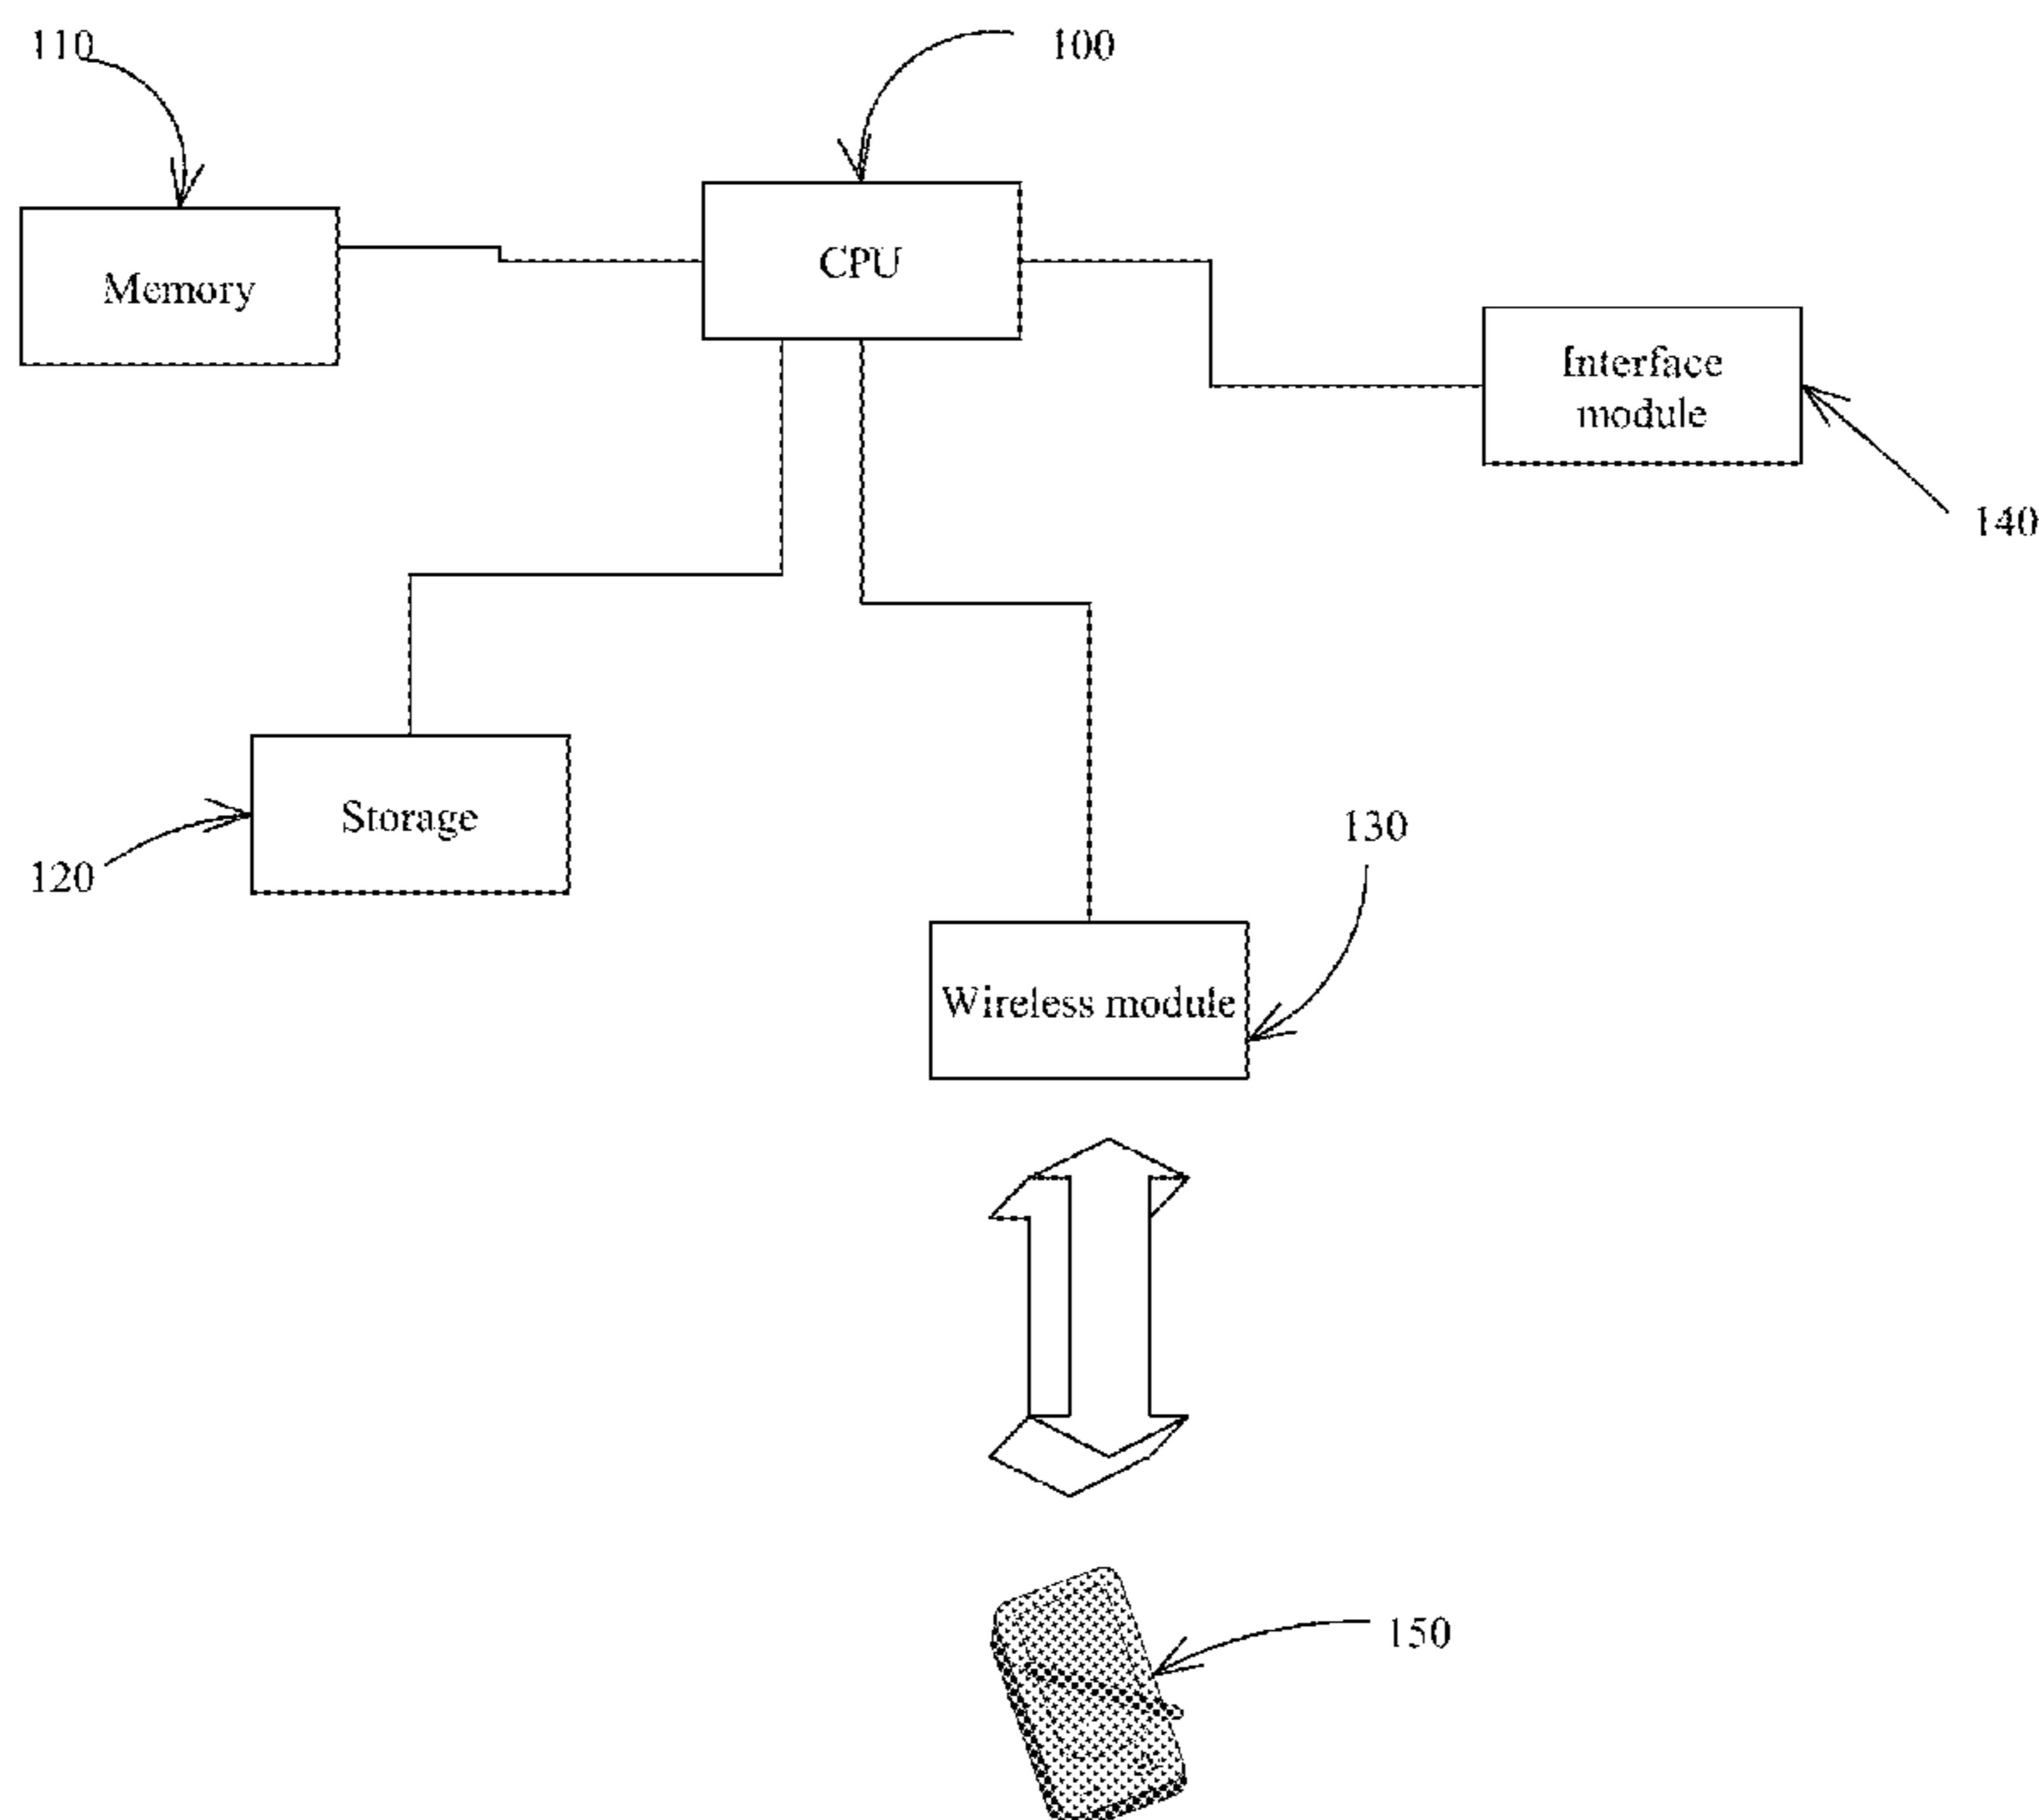 110
100
Memory
CPU
Interface
module
140
Storage
120
130
Wireless module
150